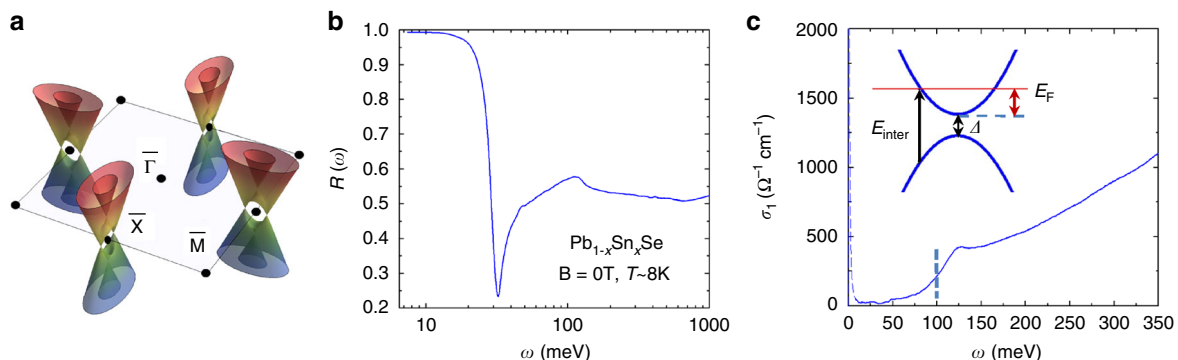 a
Γ̅
X̅
M̅
b
1.0
0.9
0.8
0.7
0.6
0.5
0.4
0.3
0.2
R (ω)
Pb1-xSnxSe
B = 0T, T~8K
10
100
1000
ω (meV)
c
2000
1500
1000
500
0
σ1 (Ω−1 cm−1)
EF
Einter
Δ
0
50
100
150
200
250
300
350
ω (meV)